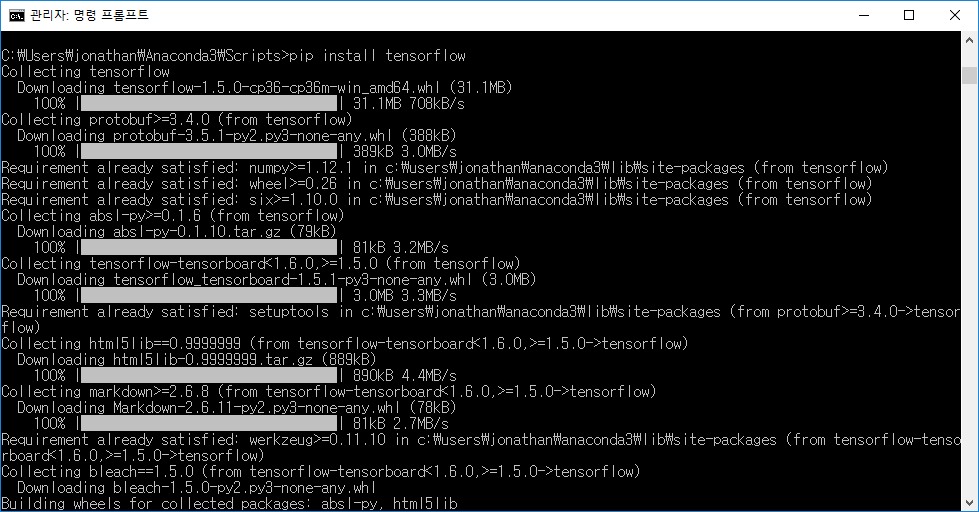 관리자: 명령 프롬프트
C:₩Users₩jonathan₩Anaconda3₩Scripts>pip install tensorflow
Collecting tensorflow
Downloading tensorflow-1.5.0-cp36-cp36m-win_amd64.whl (31.1MB)
100% |████████████████████████████████| 31.1MB 708kB/s
Collecting protobuf>=3.4.0 (from tensorflow)
Downloading protobuf-3.5.1-py2.py3-none-any.whl (388kB)
100% |████████████████████████████████| 389kB 3.0MB/s
Requirement already satisfied: numpy>=1.12.1 in c:₩users₩jonathan₩anaconda3₩lib₩site-packages (from tensorflow)
Requirement already satisfied: wheel>=0.26 in c:₩users₩jonathan₩anaconda3₩lib₩site-packages (from tensorflow)
Requirement already satisfied: six>=1.10.0 in c:₩users₩jonathan₩anaconda3₩lib₩site-packages (from tensorflow)
Collecting absl-py>=0.1.6 (from tensorflow)
Downloading absl-py-0.1.10.tar.gz (79kB)
100% |████████████████████████████████| 81kB 3.2MB/s
Collecting tensorflow-tensorboard<1.6.0,>=1.5.0 (from tensorflow)
Downloading tensorflow_tensorboard-1.5.1-py3-none-any.whl (3.0MB)
100% |████████████████████████████████| 3.0MB 3.3MB/s
Requirement already satisfied: setuptools in c:₩users₩jonathan₩anaconda3₩lib₩site-packages (from protobuf>=3.4.0->tensor
flow)
Collecting html5lib==0.9999999 (from tensorflow-tensorboard<1.6.0,>=1.5.0->tensorflow)
Downloading html5lib-0.9999999.tar.gz (889kB)
100% |████████████████████████████████| 890kB 4.4MB/s
Collecting markdown>=2.6.8 (from tensorflow-tensorboard<1.6.0,>=1.5.0->tensorflow)
Downloading Markdown-2.6.11-py2.py3-none-any.whl (78kB)
100% |████████████████████████████████| 81kB 2.7MB/s
Requirement already satisfied: werkzeug>=0.11.10 in c:₩users₩jonathan₩anaconda3₩lib₩site-packages (from tensorflow-tenso
rboard<1.6.0,>=1.5.0->tensorflow)
Collecting bleach==1.5.0 (from tensorflow-tensorboard<1.6.0,>=1.5.0->tensorflow)
Downloading bleach-1.5.0-py2.py3-none-any.whl
Building wheels for collected packages: absl-py, html5lib